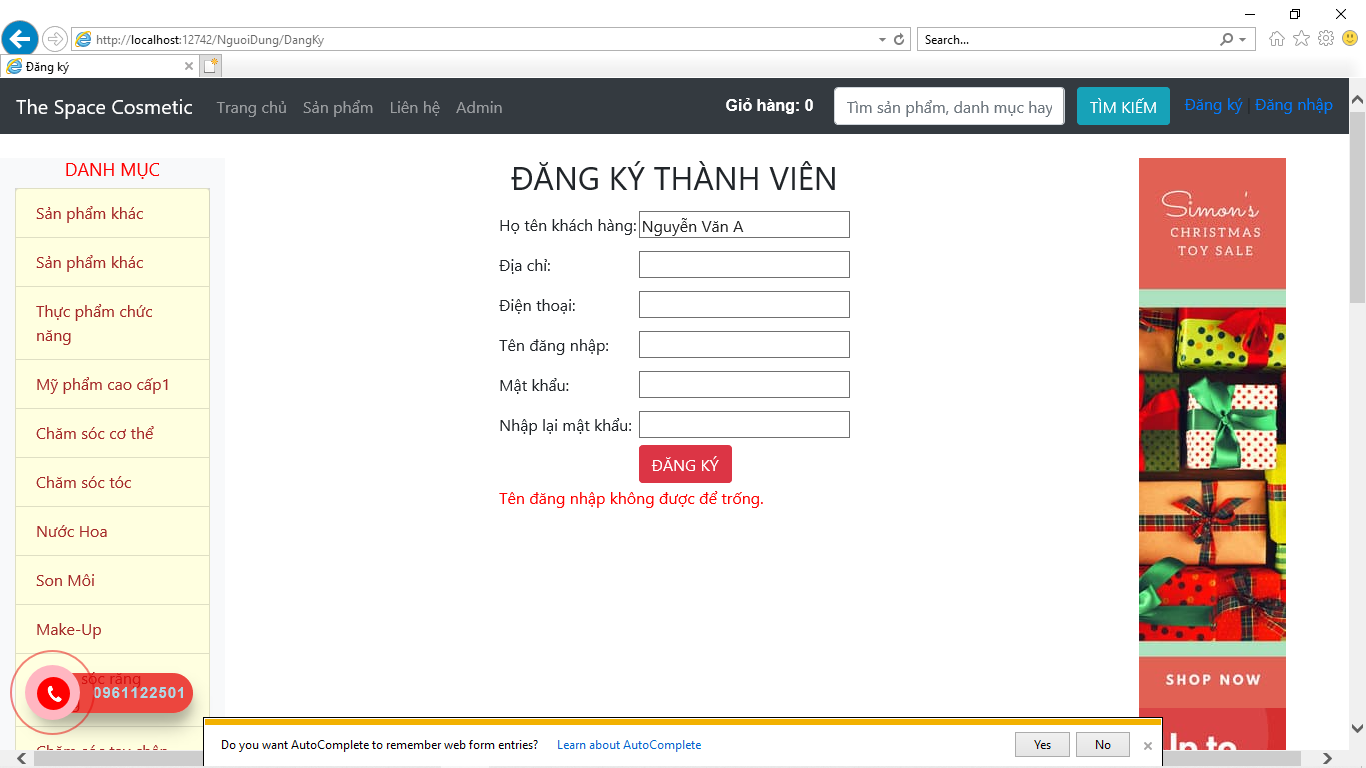 http://localhost:12742/NguoiDung/DangKy
Search...
Đăng ký
The Space Cosmetic
Trang chủ
Sản phẩm
Liên hệ
Admin
Giỏ hàng: 0
Tìm sản phẩm, danh mục hay
TÌM KIẾM
Đăng ký | Đăng nhập
DANH MỤC
Sản phẩm khác
Sản phẩm khác
Thực phẩm chức
năng
Mỹ phẩm cao cấp1
Chăm sóc cơ thể
Chăm sóc tóc
Nước Hoa
Son Môi
Make-Up
sóc răng
0961122501
Chăm sóc tay chân
ĐĂNG KÝ THÀNH VIÊN
Họ tên khách hàng: Nguyễn Văn A
Địa chỉ:
Điện thoại:
Tên đăng nhập:
Mật khẩu:
Nhập lại mật khẩu:
ĐĂNG KÝ
Tên đăng nhập không được để trống.
Simon's
CHRISTMAS
TOY SALE
SHOP NOW
Up to
Do you want AutoComplete to remember web form entries?
Learn about AutoComplete
Yes
No